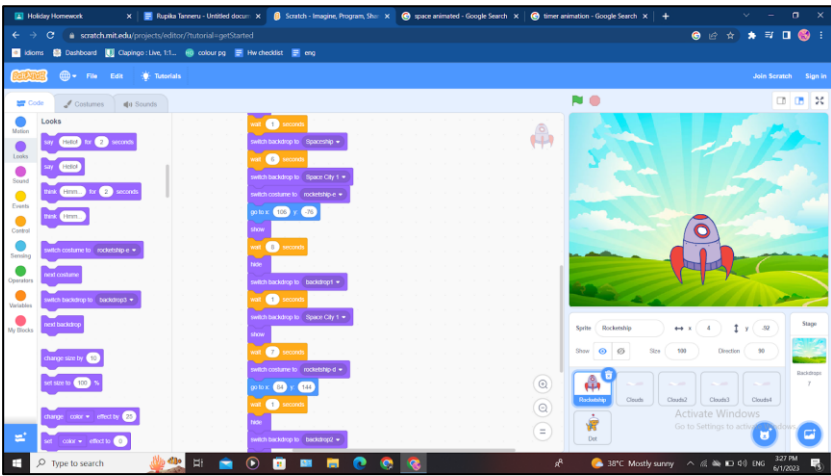 Holiday Homework
Rupika Tanneru - Untitled docum
Scratch - Imagine, Program, Shar
space animated - Google Search
timer animation - Google Search
scratch.mit.edu/projects/editor/?tutorial=getStarted
idioms
Dashboard
Clapingo : Live, 1:1...
colour pg
Hw checklist
eng
SCRATCH
File
Edit
Tutorials
Join Scratch
Sign in
Code
Costumes
Sounds
Motion
Looks
Sound
Events
Control
Sensing
Operators
Variables
My Blocks
Looks
say Hello! for 2 seconds
say Hello!
think Hmm... for 2 seconds
think Hmm...
switch costume to rocketship-e
next costume
switch backdrop to backdrop3
next backdrop
change size by 10
set size to 100 %
change color effect by 25
set color effect to 0
wait 1 seconds
switch backdrop to Spaceship
wait 6 seconds
switch backdrop to Space City 1
switch costume to rocketship-e
go to x: 106 y: -76
show
wait 8 seconds
hide
switch backdrop to backdrop1
wait 1 seconds
switch backdrop to Space City 1
show
wait 7 seconds
switch costume to rocketship-d
go to x: 84 y: 144
wait 1 seconds
hide
switch backdrop to backdrop2
Sprite Rocketship x 4 y -92
Show Size 100 Direction 90
Stage
Backdrops
7
Rocketship
Clouds
Clouds2
Clouds3
Clouds4
Dot
Activate Windows
Go to Settings to activate Windows.
Type to search
38°C Mostly sunny
ENG
3:27 PM
6/1/2023